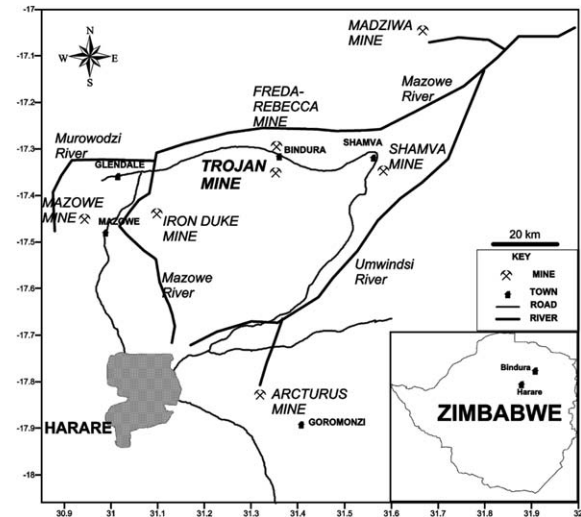 -17
MADZIWA
MINE
N
W
E
S
-17.1
FREDA-
REBECCA
MINE
Mazowe
River
-17.2
Murowodzi
River
BINDURA
SHAMVA
-17.3
GLENDALE
TROJAN
MINE
SHAMVA
MINE
-17.4
MAZOWE
MINE
MAZOWE
IRON DUKE
MINE
20 km
-17.5
KEY
MINE
TOWN
ROAD
RIVER
Mazowe
River
Umwindsi
River
-17.6
-17.7
Bindura
Harare
ZIMBABWE
-17.8
ARCTURUS
MINE
HARARE
GOROMONZI
-17.9
-18
30.9 31 31.1 31.2 31.3 31.4 31.5 31.6 31.7 31.8 31.9 32